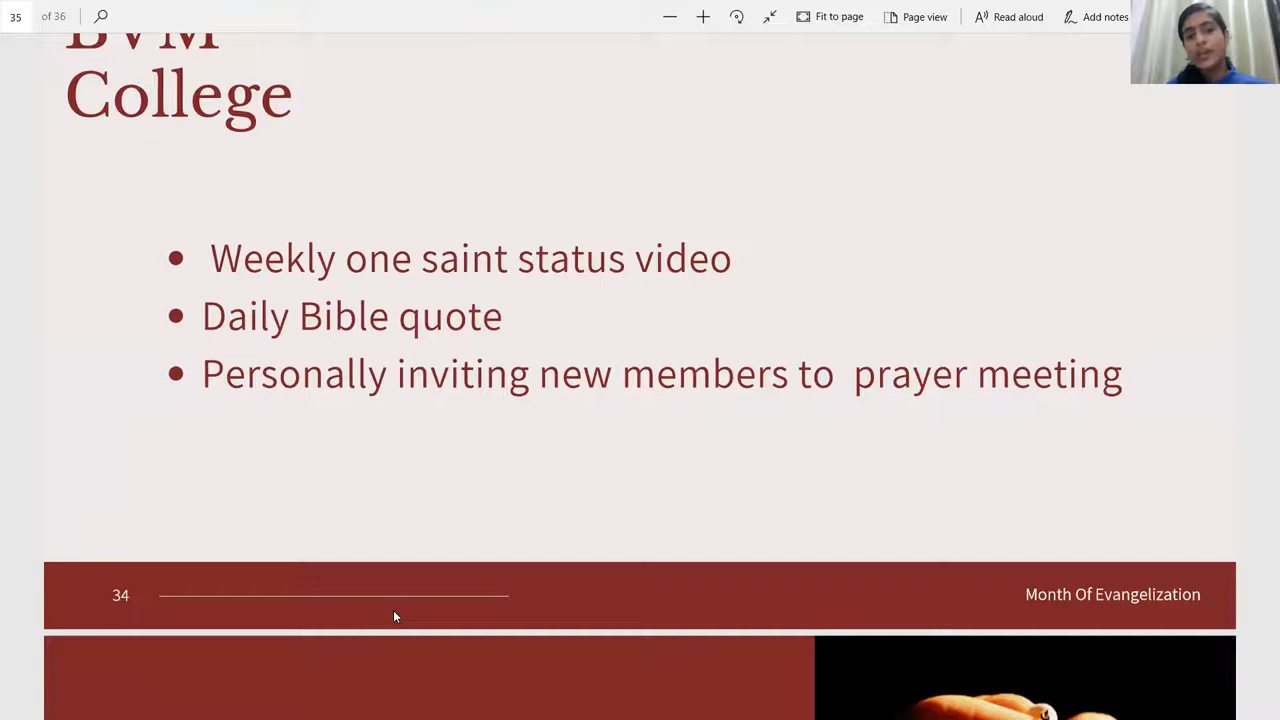 35 of 36 Fit to page Page view Read aloud Add notes
BVM
College
Weekly one saint status video
Daily Bible quote
Personally inviting new members to prayer meeting
34 Month Of Evangelization